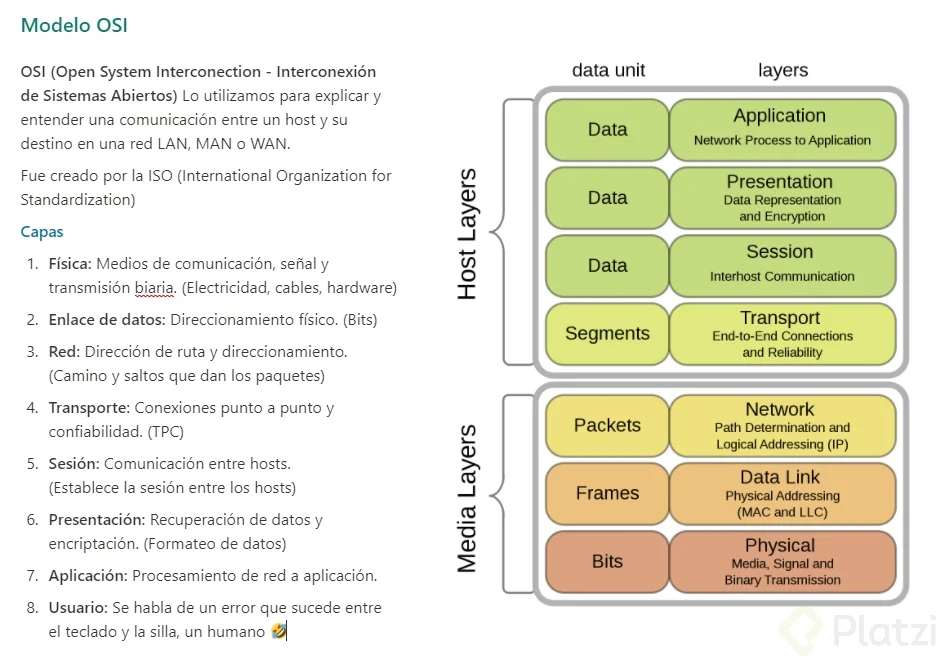 Modelo OSI
OSI (Open System Interconection - Interconexión
de Sistemas Abiertos) Lo utilizamos para explicar y
entender una comunicación entre un host y su
destino en una red LAN, MAN o WAN.
Fue creado por la ISO (International Organization for
Standardization)
Capas
1. Física: Medios de comunicación, señal y
transmisión biaria. (Electricidad, cables, hardware)
2. Enlace de datos: Direccionamiento físico. (Bits)
3. Red: Dirección de ruta y direccionamiento.
(Camino y saltos que dan los paquetes)
4. Transporte: Conexiones punto a punto y
confiabilidad. (TPC)
5. Sesión: Comunicación entre hosts.
(Establece la sesión entre los hosts)
6. Presentación: Recuperación de datos y
encriptación. (Formateo de datos)
7. Aplicación: Procesamiento de red a aplicación.
8. Usuario: Se habla de un error que sucede entre
el teclado y la silla, un humano 🤣
data unit layers
Host Layers
Data Application
Network Process to Application
Data Presentation
Data Representation
and Encryption
Data Session
Interhost Communication
Segments Transport
End-to-End Connections
and Reliability
Media Layers
Packets Network
Path Determination and
Logical Addressing (IP)
Frames Data Link
Physical Addressing
(MAC and LLC)
Bits Physical
Media, Signal and
Binary Transmission
Platzi